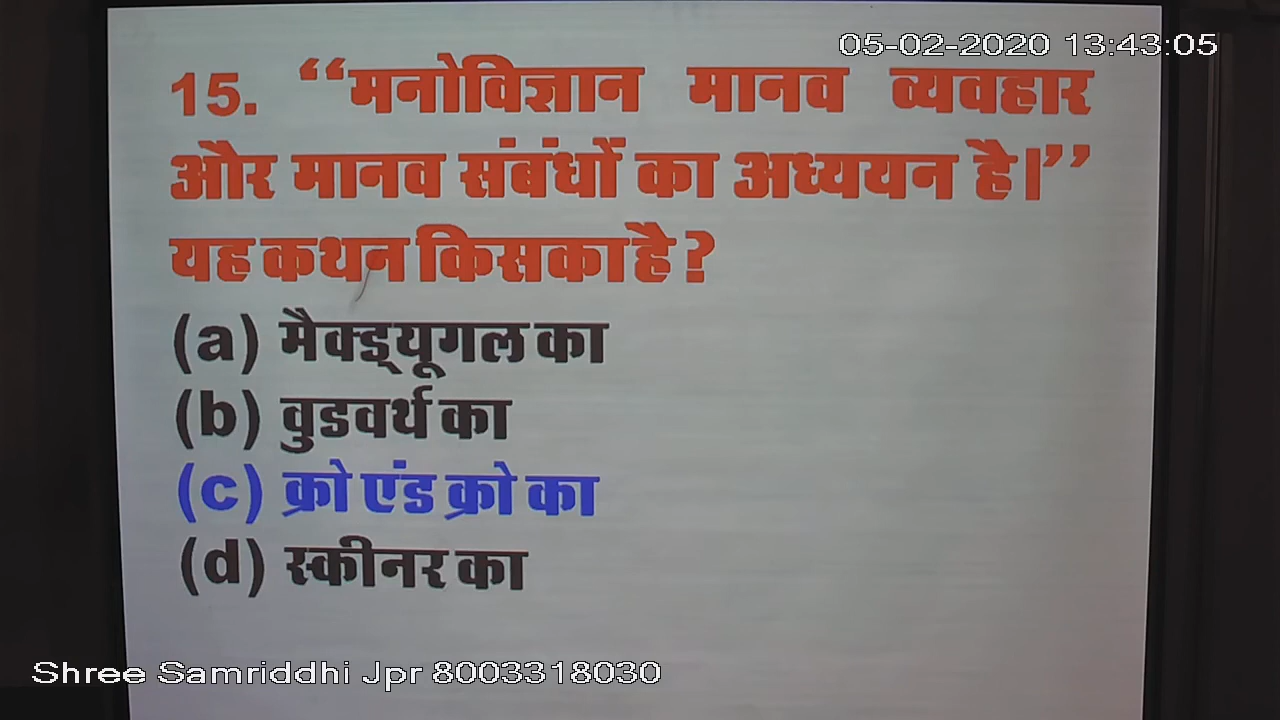 05-02-2020 13:43:05
15. “मनोविज्ञान मानव व्यवहार
और मानव संबंधों का अध्ययन है।”
यह कथन किसका है ?
(a) मैक्ड्यूगल का
(b) वुडवर्थ का
(c) क्रो एंड क्रो का
(d) स्कीनर का
Shree Samriddhi Jpr 8003318030